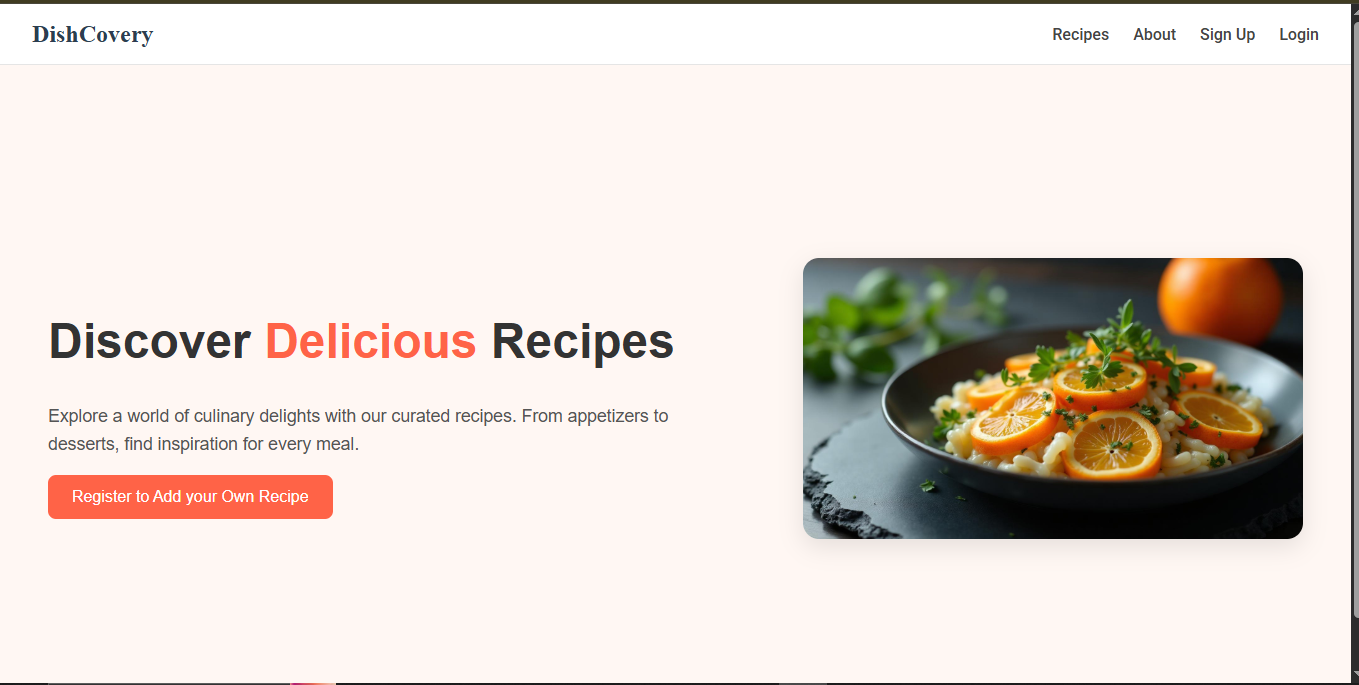 DishCovery
Recipes About Sign Up Login
Discover Delicious Recipes
Explore a world of culinary delights with our curated recipes. From appetizers to
desserts, find inspiration for every meal.
Register to Add your Own Recipe